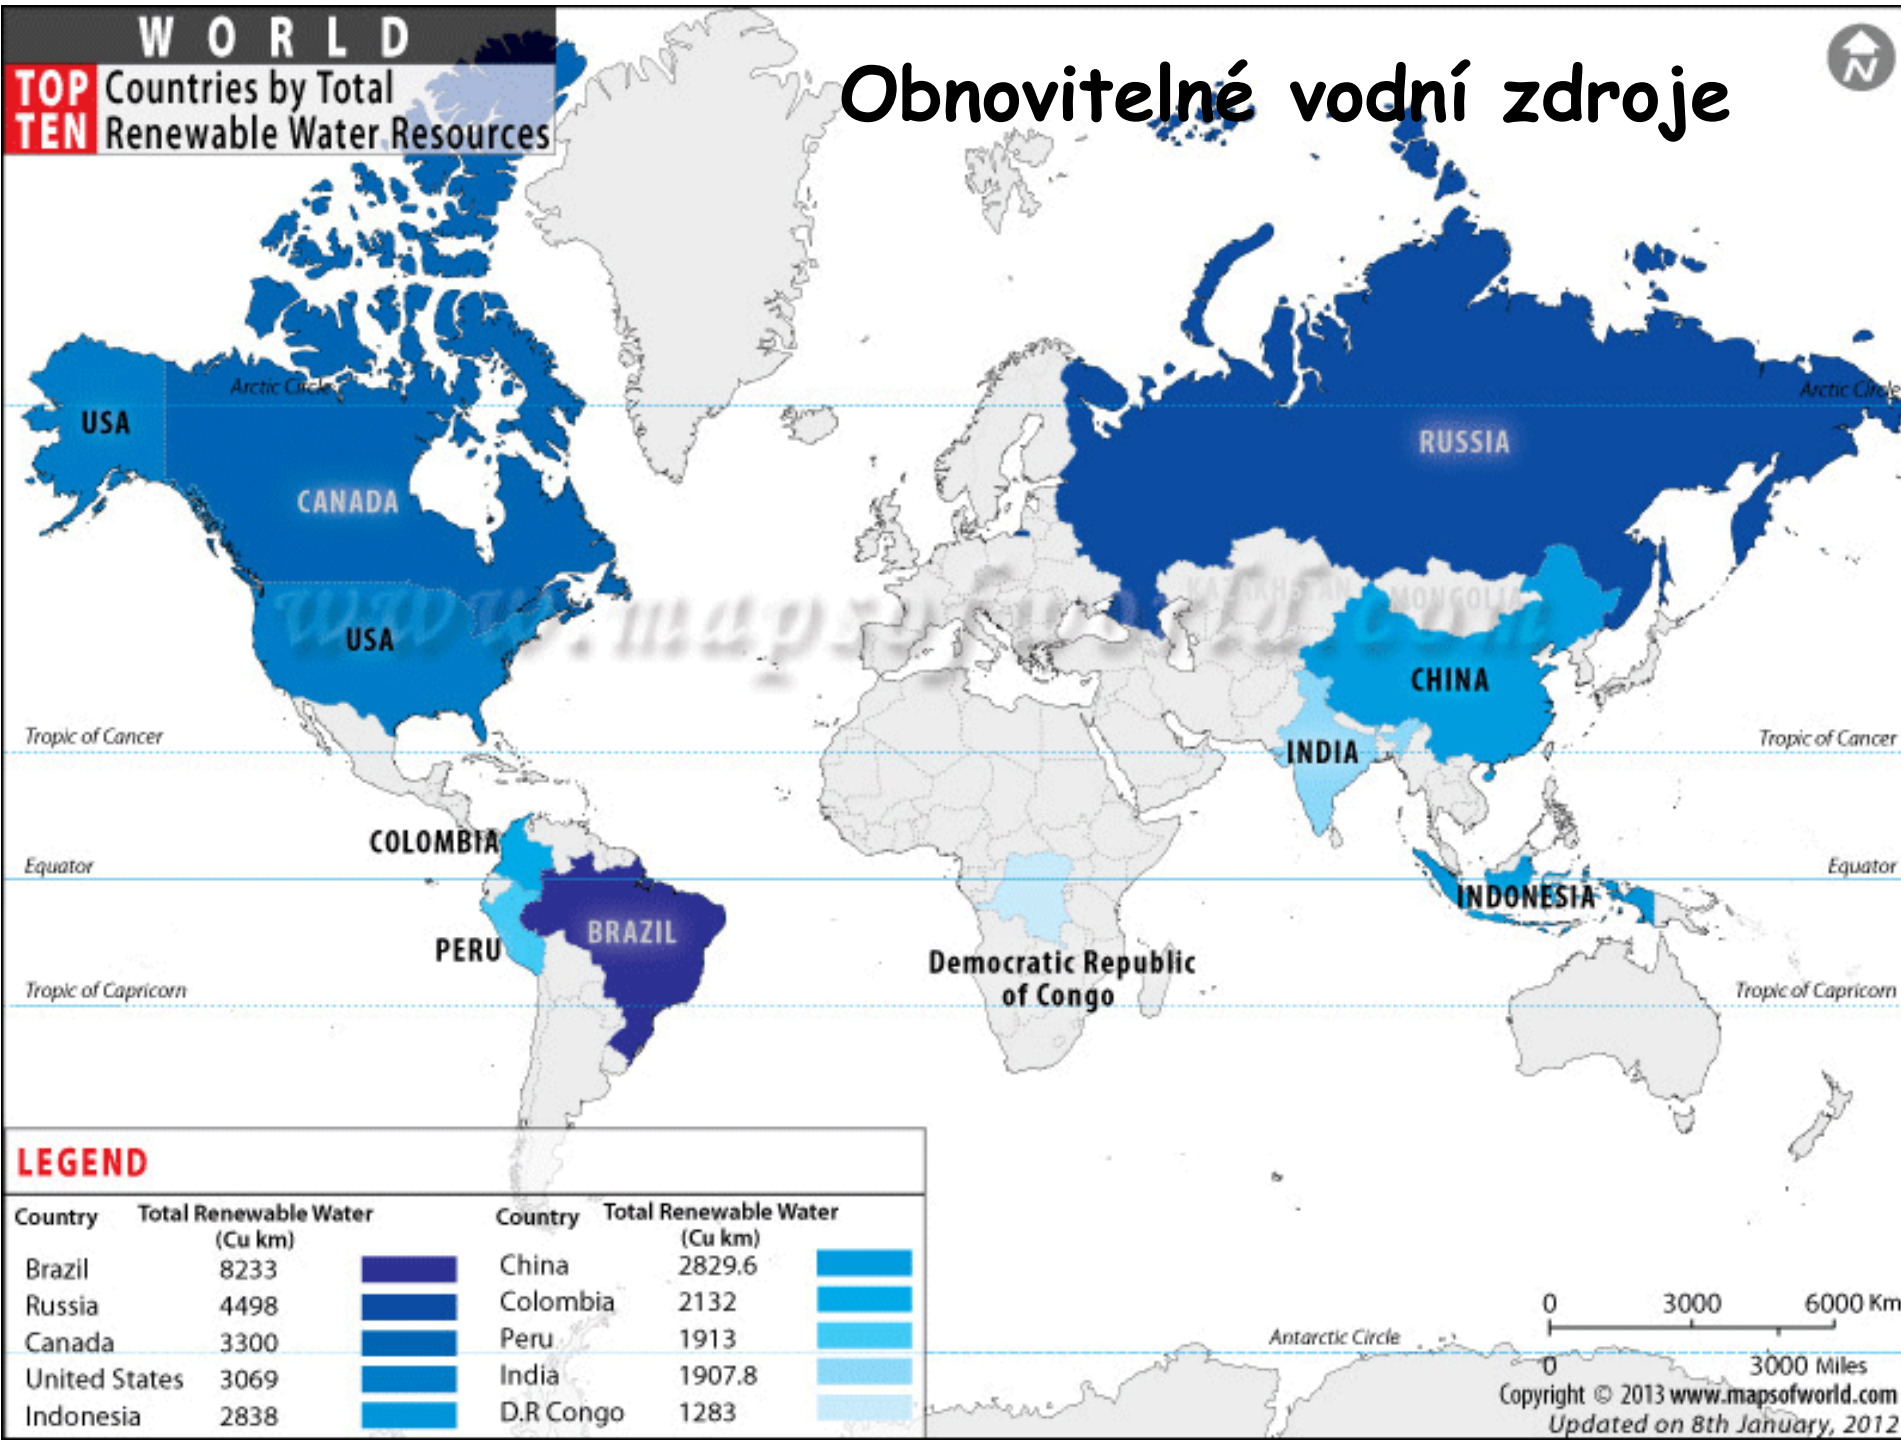 WORLD
TOP TEN
Countries by Total
Renewable Water Resources
Obnovitelné vodní zdroje
N
Arctic Circle
Arctic Circle
USA
RUSSIA
CANADA
KAZAKHSTAN
MONGOLIA
www.mapsofworld.com
USA
CHINA
Tropic of Cancer
Tropic of Cancer
INDIA
COLOMBIA
Equator
Equator
INDONESIA
BRAZIL
PERU
Democratic Republic
of Congo
Tropic of Capricorn
Tropic of Capricorn
LEGEND
Country Total Renewable Water
(Cu km)
Brazil 8233
Russia 4498
Canada 3300
United States 3069
Indonesia 2838
Country Total Renewable Water
(Cu km)
China 2829.6
Colombia 2132
Peru 1913
India 1907.8
D.R Congo 1283
0 3000 6000 Km
Antarctic Circle
0 3000 Miles
Copyright © 2013 www.mapsofworld.com
Updated on 8th January, 2012